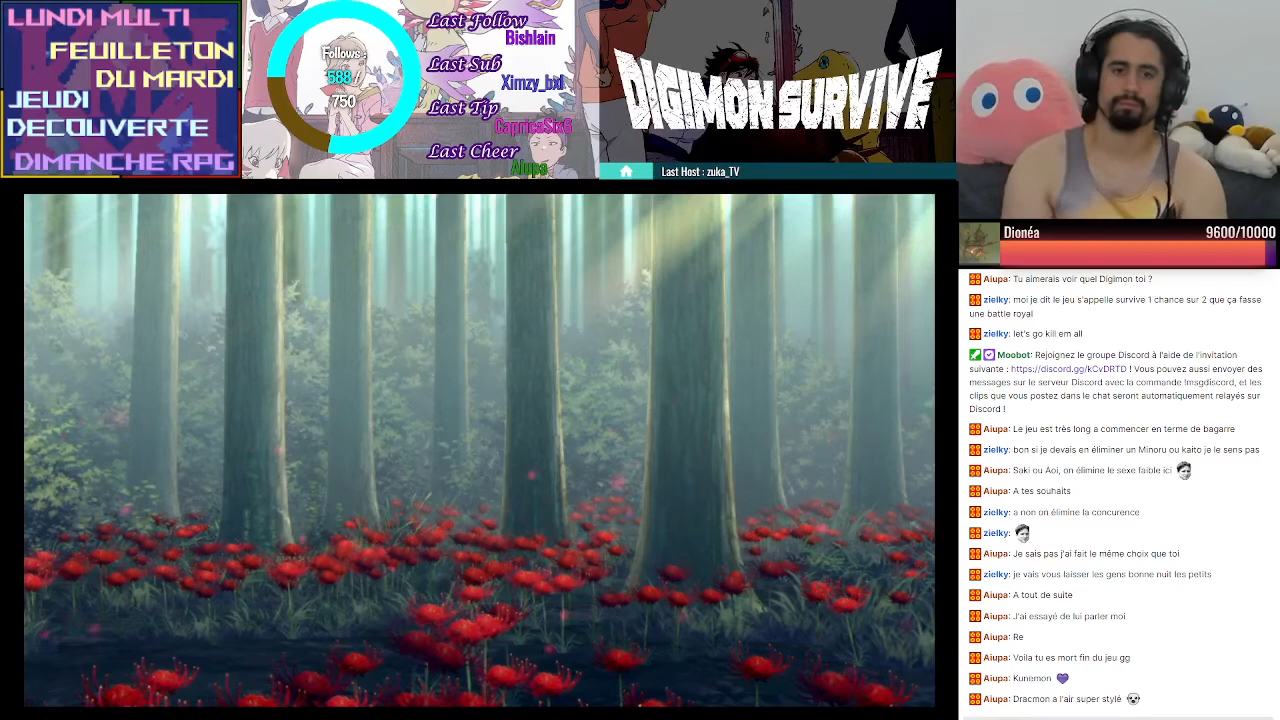 LUNDI MULTI
FEUILLETON
DU MARDI
JEUDI
DECOUVERTE
DIMANCHE RPG
Follows :
588 /
750
Last Follow
Bishlain
Last Sub
Ximzy_bxl
Last Tip
CapricaSix6
Last Cheer
Aiupa
DIGIMON SURVIVE
Last Host : zuka_TV
Dionéa 9600/10000
Aiupa: Tu aimerais voir quel Digimon toi ?
zielky: moi je dit le jeu s'appelle survive 1 chance sur 2 que ça fasse
une battle royal
zielky: let's go kill em all
Moobot: Rejoignez le groupe Discord à l'aide de l'invitation
suivante : https://discord.gg/kCvDRTD ! Vous pouvez aussi envoyer des
messages sur le serveur Discord avec la commande !msgdiscord, et les
clips que vous postez dans le chat seront automatiquement relayés sur
Discord !
Aiupa: Le jeu est très long a commencer en terme de bagarre
zielky: bon si je devais en éliminer un Minoru ou kaito je le sens pas
Aiupa: Saki ou Aoi, on élimine le sexe faible ici
Aiupa: A tes souhaits
zielky: a non on élimine la concurence
zielky:
Aiupa: Je sais pas j'ai fait le même choix que toi
zielky: je vais vous laisser les gens bonne nuit les petits
Aiupa: A tout de suite
Aiupa: J'ai essayé de lui parler moi
Aiupa: Re
Aiupa: Voila tu es mort fin du jeu gg
Aiupa: Kunemon 💜
Aiupa: Dracmon a l'air super stylé